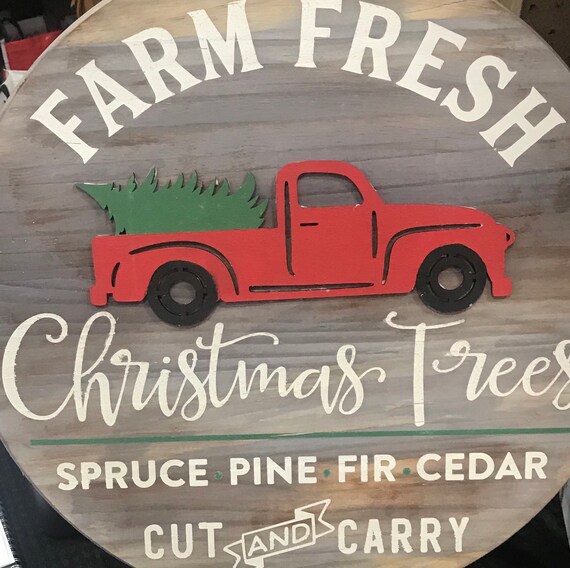 FARM FRESH
Christmas Trees
SPRUCE • PINE • FIR • CEDAR
CUT AND CARRY